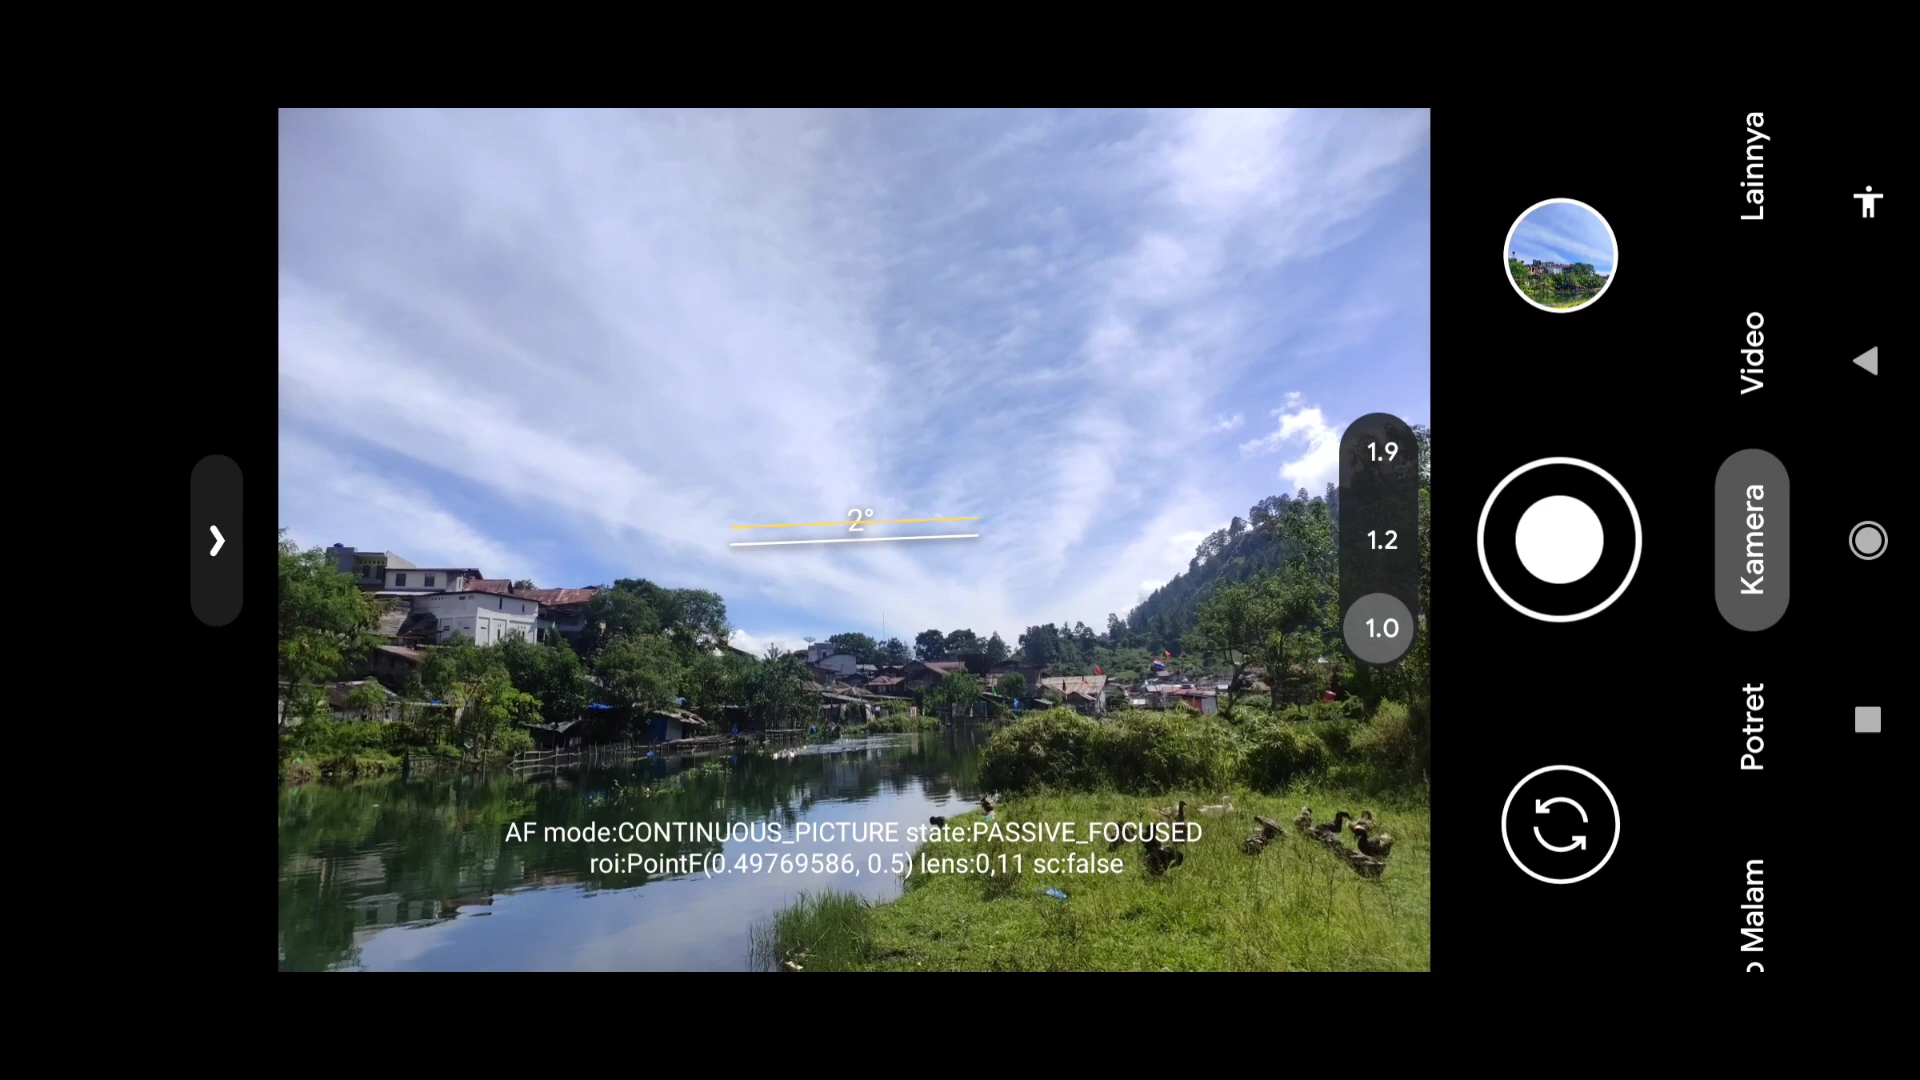 2°
1.9
1.2
1.0
AF mode:CONTINUOUS_PICTURE state:PASSIVE_FOCUSED
roi:PointF(0.49769586, 0.5) lens:0,11 sc:false
Lainnya
Video
Kamera
Potret
Malam